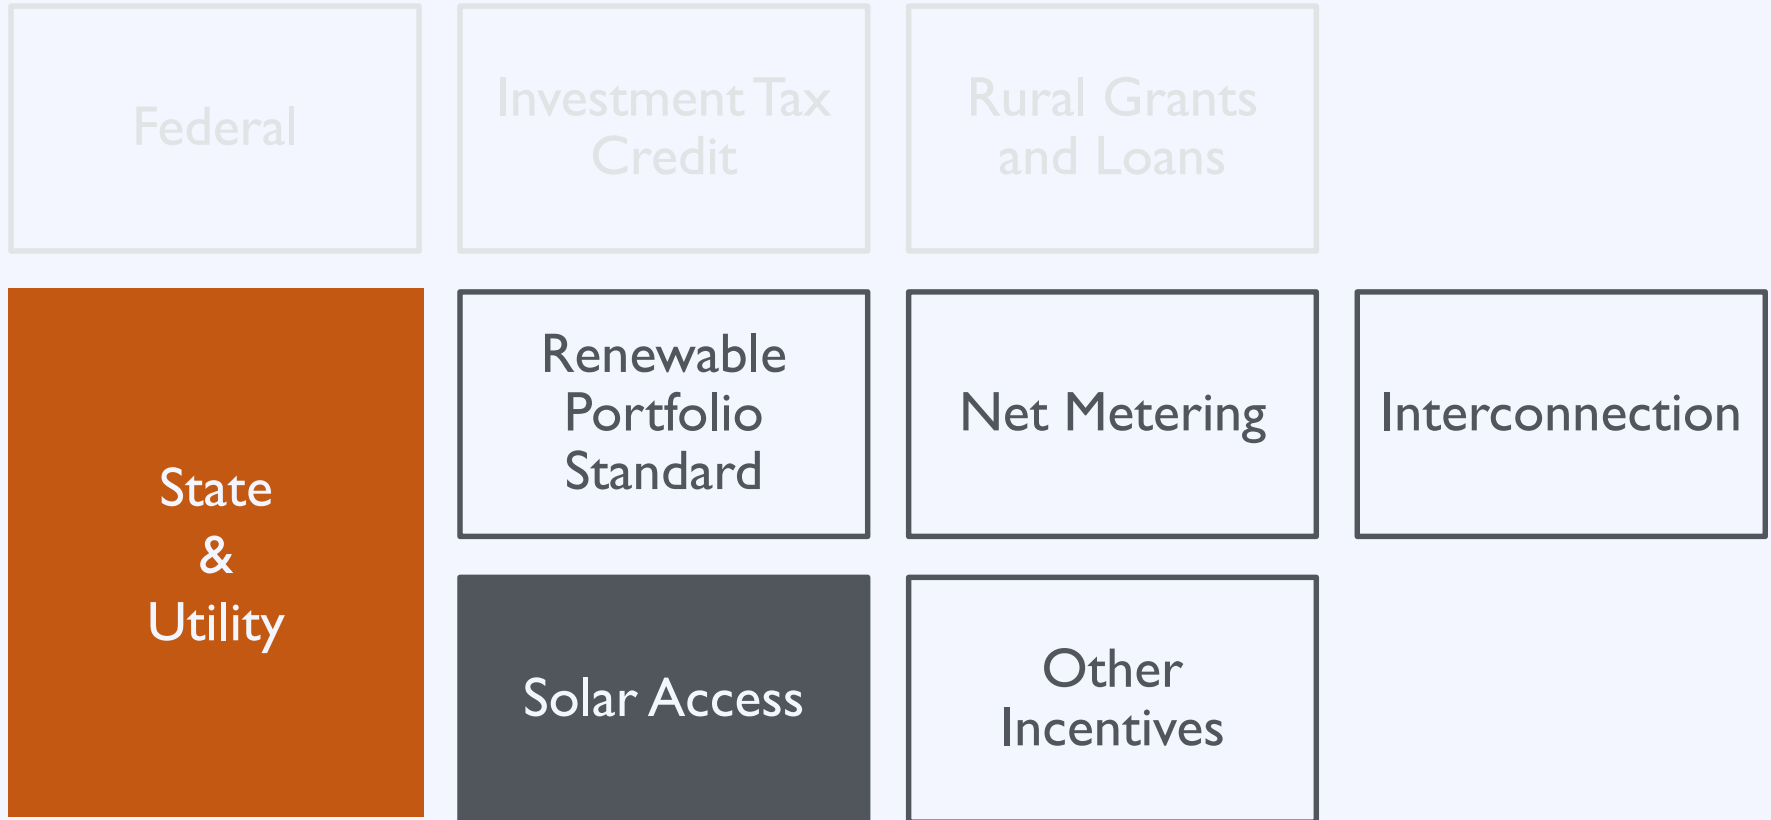 Federal
Investment Tax
Credit
Rural Grants
and Loans
State
&
Utility
Renewable
Portfolio
Standard
Net Metering
Interconnection
Solar Access
Other
Incentives